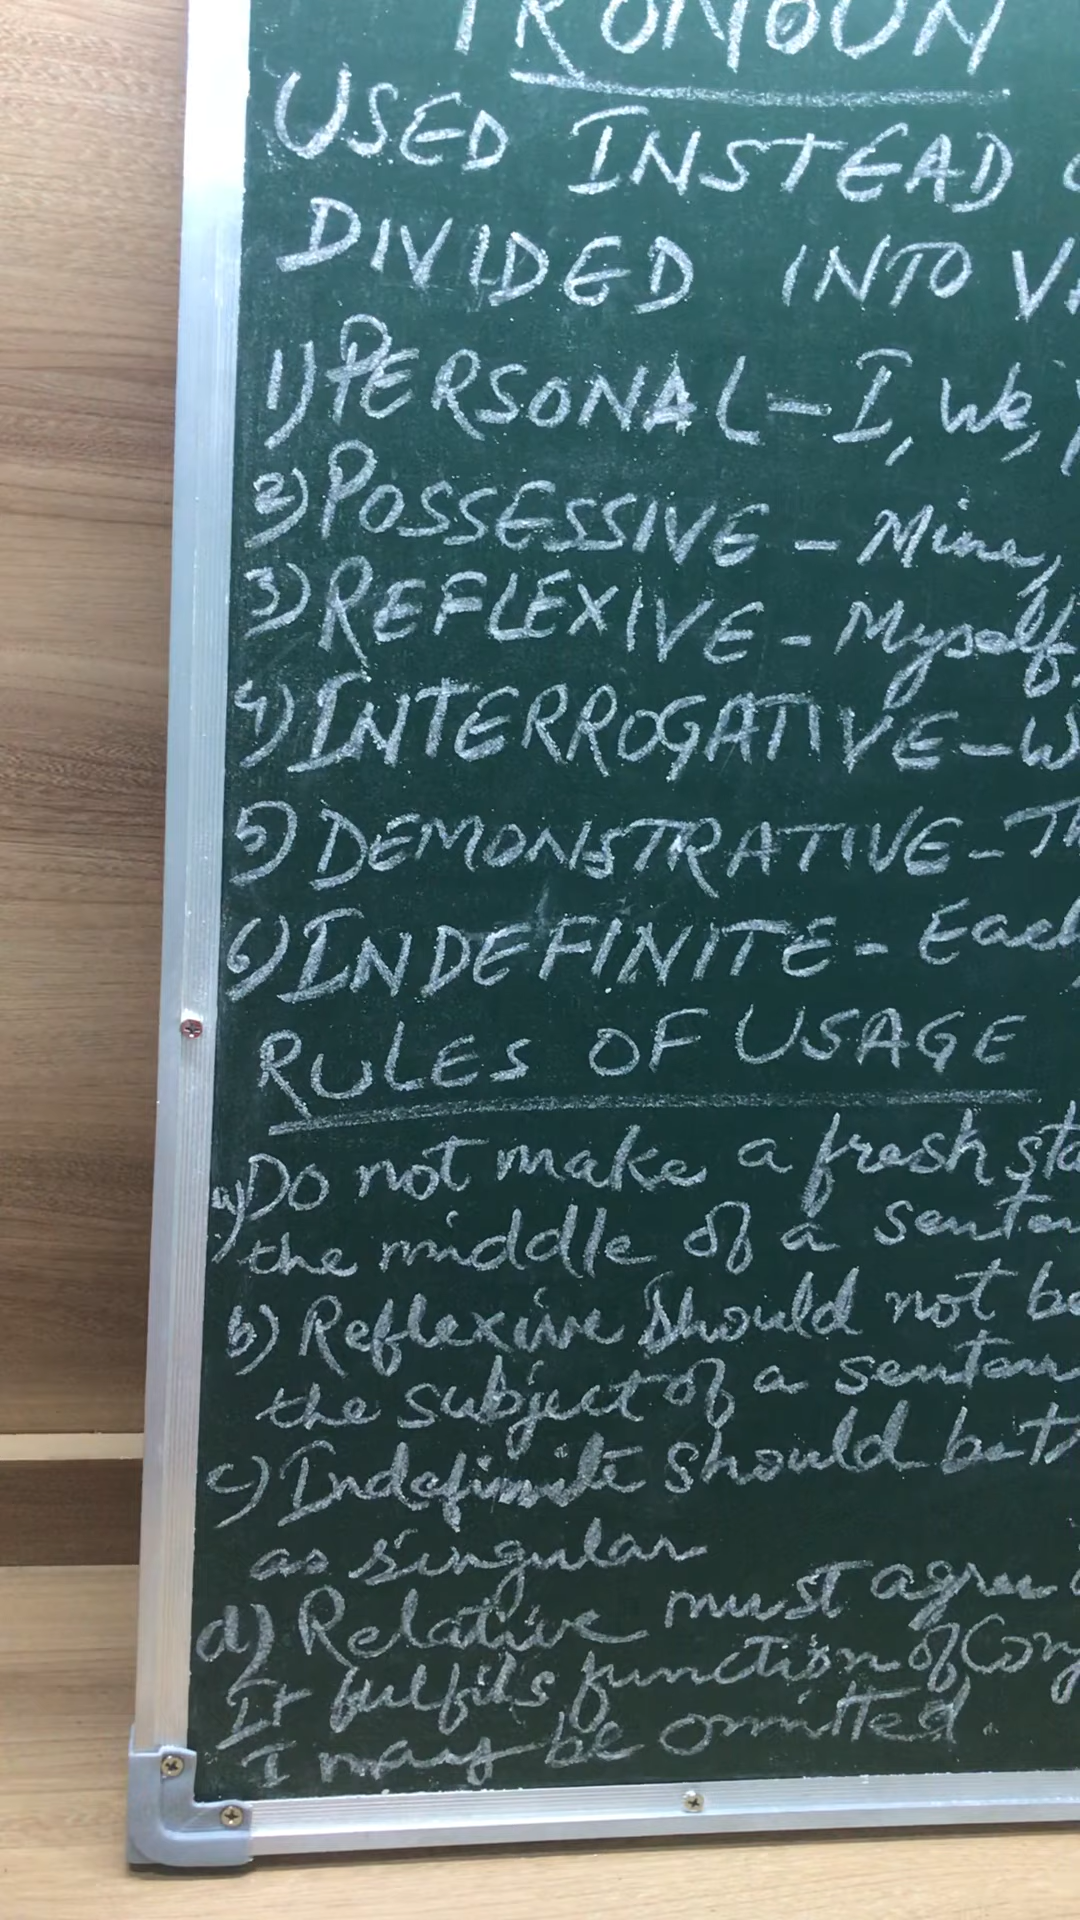 PRONOUN
USED INSTEAD
DIVIDED INTO
1) PERSONAL - I, We,
2) POSSESSIVE - Mine,
3) REFLEXIVE - Myself,
4) INTERROGATIVE - W
5) DEMONSTRATIVE - Th
6) INDEFINITE - Each,
RULES OF USAGE
a) Do not make a fresh sta
the middle of a senten
b) Reflexive should not be
the subject of a senten
c) Indefinite should be
as singular
d) Relative must agree
It fulfils function of Conj
I may be omitted.